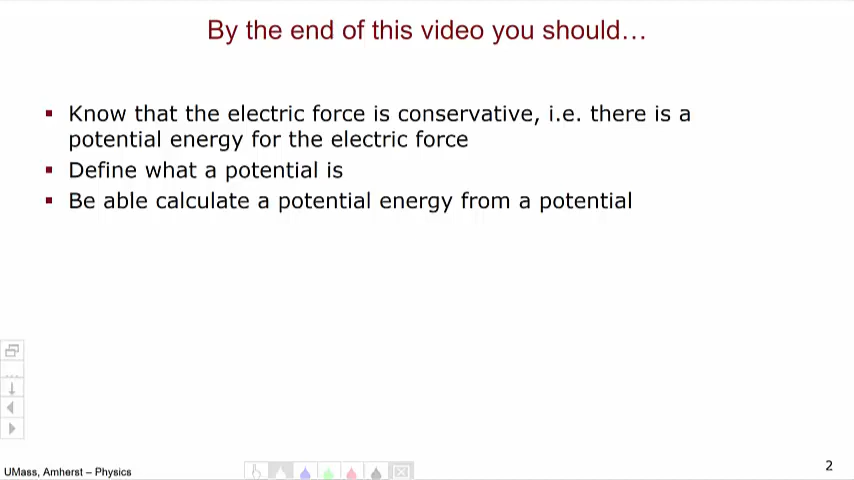 By the end of this video you should…
▪ Know that the electric force is conservative, i.e. there is a
potential energy for the electric force
▪ Define what a potential is
▪ Be able calculate a potential energy from a potential
UMass, Amherst – Physics
2